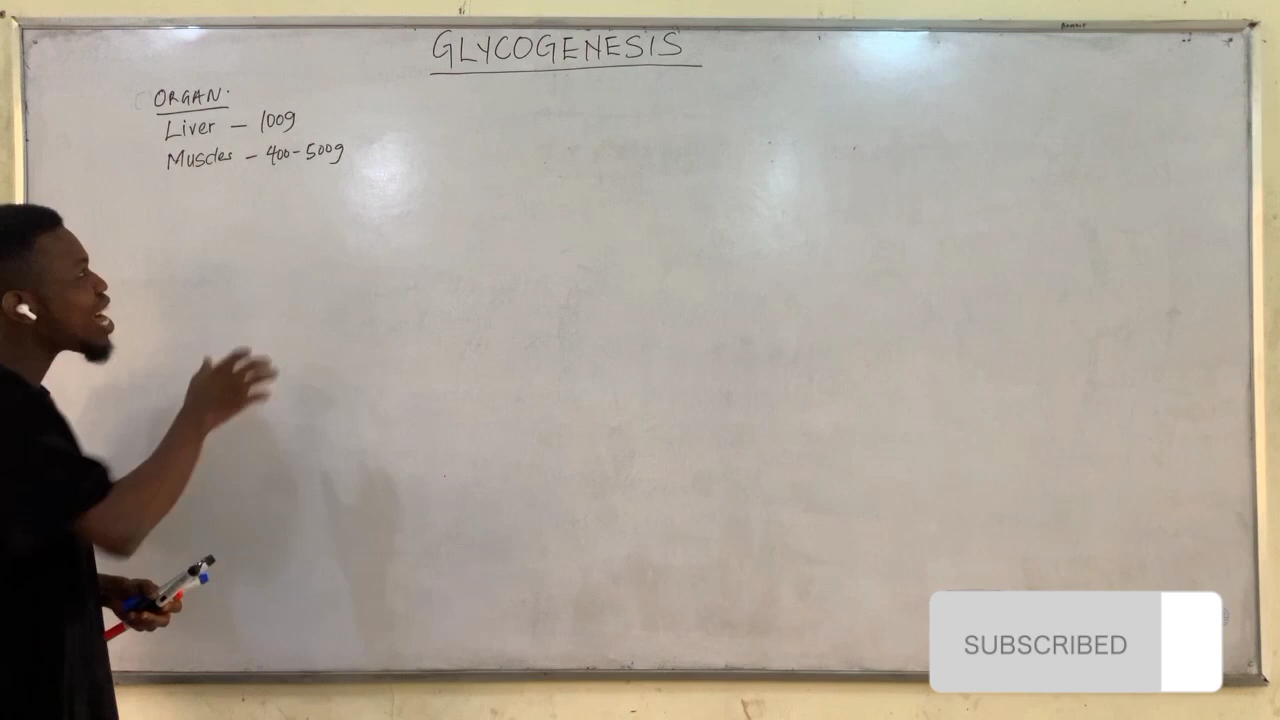 GLYCOGENESIS
ORGAN.
Liver - 100g
Muscles - 400-500g
SUBSCRIBED